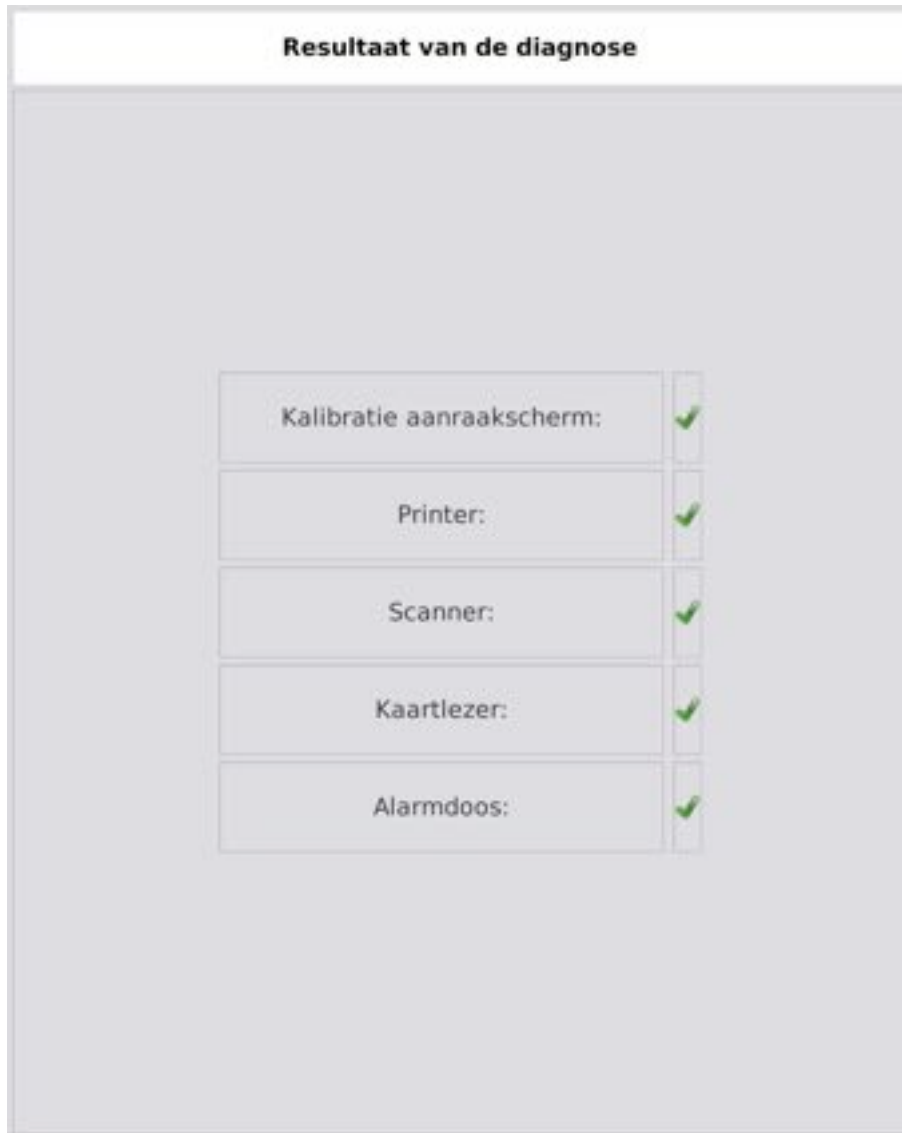 Resultaat van de diagnose
Kalibratie aanraakscherm:
Printer:
Scanner:
Kaartlezer:
Alarmdoos: